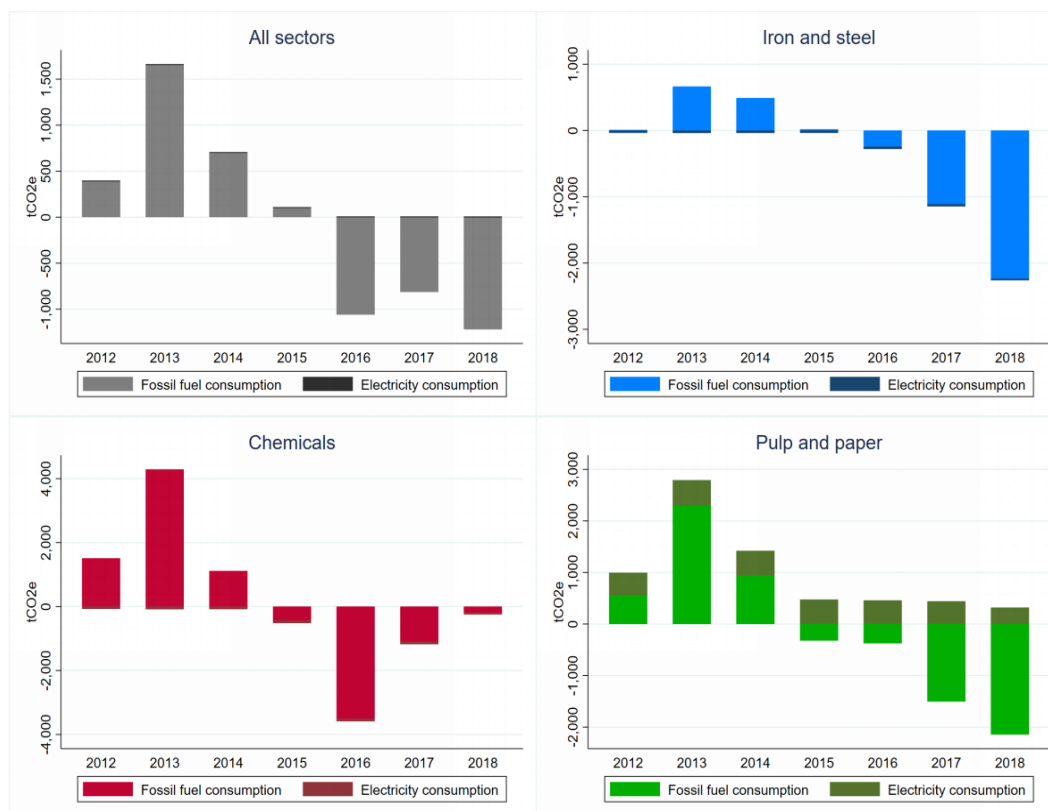 All sectors
1,500
1,000
500
0
-500
-1,000
tCO2e
2012 2013 2014 2015 2016 2017 2018
Fossil fuel consumption Electricity consumption
Iron and steel
1,000
0
-1,000
-2,000
-3,000
tCO2e
2012 2013 2014 2015 2016 2017 2018
Fossil fuel consumption Electricity consumption
Chemicals
4,000
2,000
0
-2,000
-4,000
tCO2e
2012 2013 2014 2015 2016 2017 2018
Fossil fuel consumption Electricity consumption
Pulp and paper
3,000
2,000
1,000
0
-1,000
-2,000
tCO2e
2012 2013 2014 2015 2016 2017 2018
Fossil fuel consumption Electricity consumption